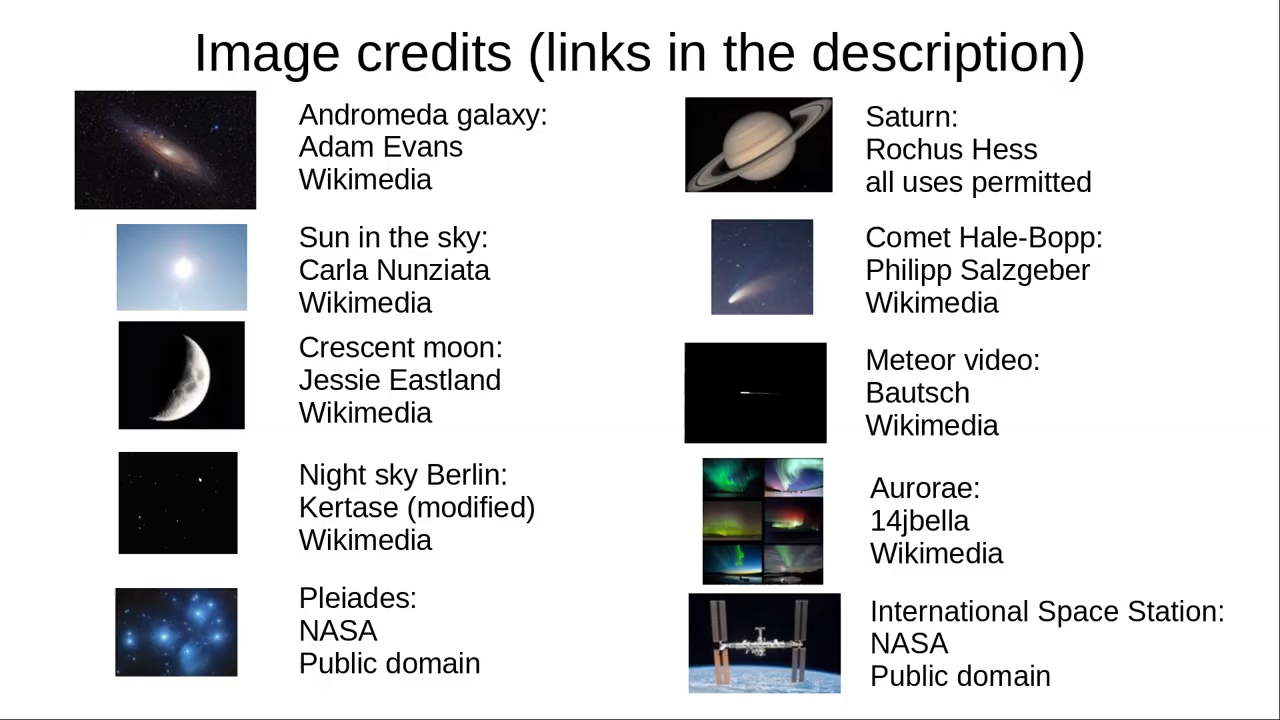 Image credits (links in the description)
Andromeda galaxy:
Adam Evans
Wikimedia
Sun in the sky:
Carla Nunziata
Wikimedia
Crescent moon:
Jessie Eastland
Wikimedia
Night sky Berlin:
Kertase (modified)
Wikimedia
Pleiades:
NASA
Public domain
Saturn:
Rochus Hess
all uses permitted
Comet Hale-Bopp:
Philipp Salzgeber
Wikimedia
Meteor video:
Bautsch
Wikimedia
Aurorae:
14jbella
Wikimedia
International Space Station:
NASA
Public domain